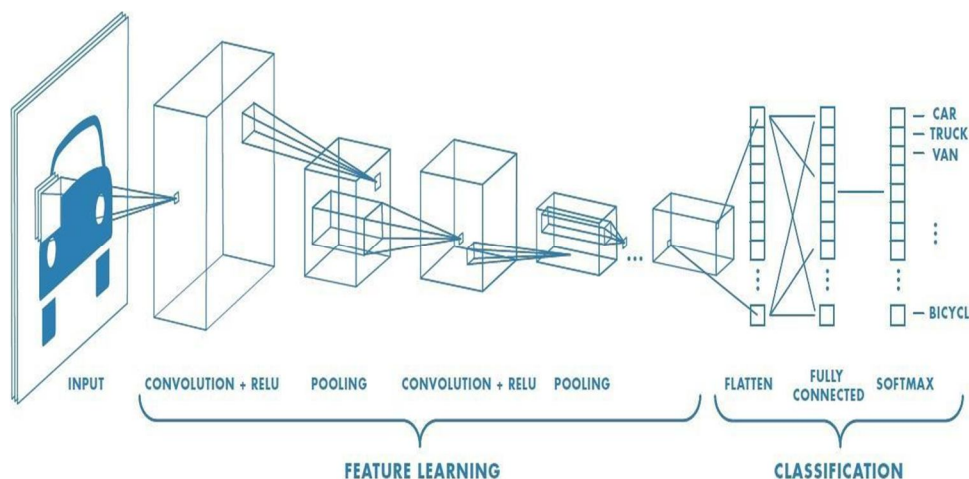 CAR
TRUCK
VAN
BICYCL
INPUT
CONVOLUTION + RELU
POOLING
CONVOLUTION + RELU
POOLING
FLATTEN
FULLY
CONNECTED
SOFTMAX
FEATURE LEARNING
CLASSIFICATION